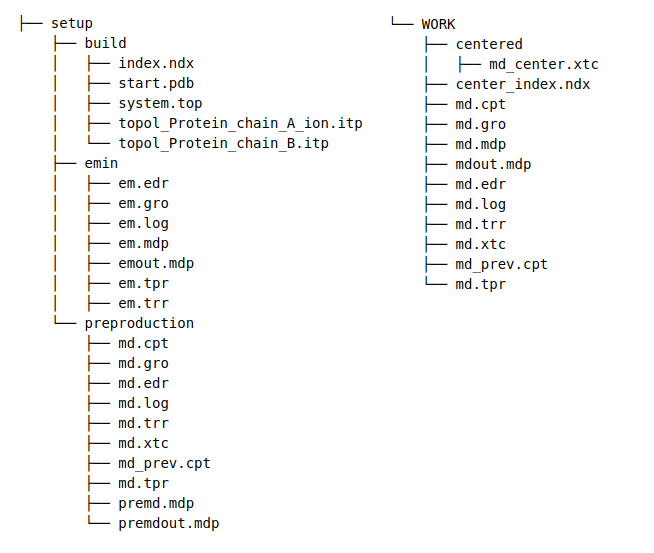 ├── setup
    ├── build
    │   ├── index.ndx
    │   ├── start.pdb
    │   ├── system.top
    │   ├── topol_Protein_chain_A_ion.itp
    │   └── topol_Protein_chain_B.itp
    ├── emin
    │   ├── em.edr
    │   ├── em.gro
    │   ├── em.log
    │   ├── em.mdp
    │   ├── emout.mdp
    │   ├── em.tpr
    │   ├── em.trr
    └── preproduction
        ├── md.cpt
        ├── md.gro
        ├── md.edr
        ├── md.log
        ├── md.trr
        ├── md.xtc
        ├── md_prev.cpt
        ├── md.tpr
        ├── premd.mdp
        └── premdout.mdp
└── WORK
    ├── centered
    │   ├── md_center.xtc
    ├── center_index.ndx
    ├── md.cpt
    ├── md.gro
    ├── md.mdp
    ├── mdout.mdp
    ├── md.edr
    ├── md.log
    ├── md.trr
    ├── md.xtc
    ├── md_prev.cpt
    └── md.tpr